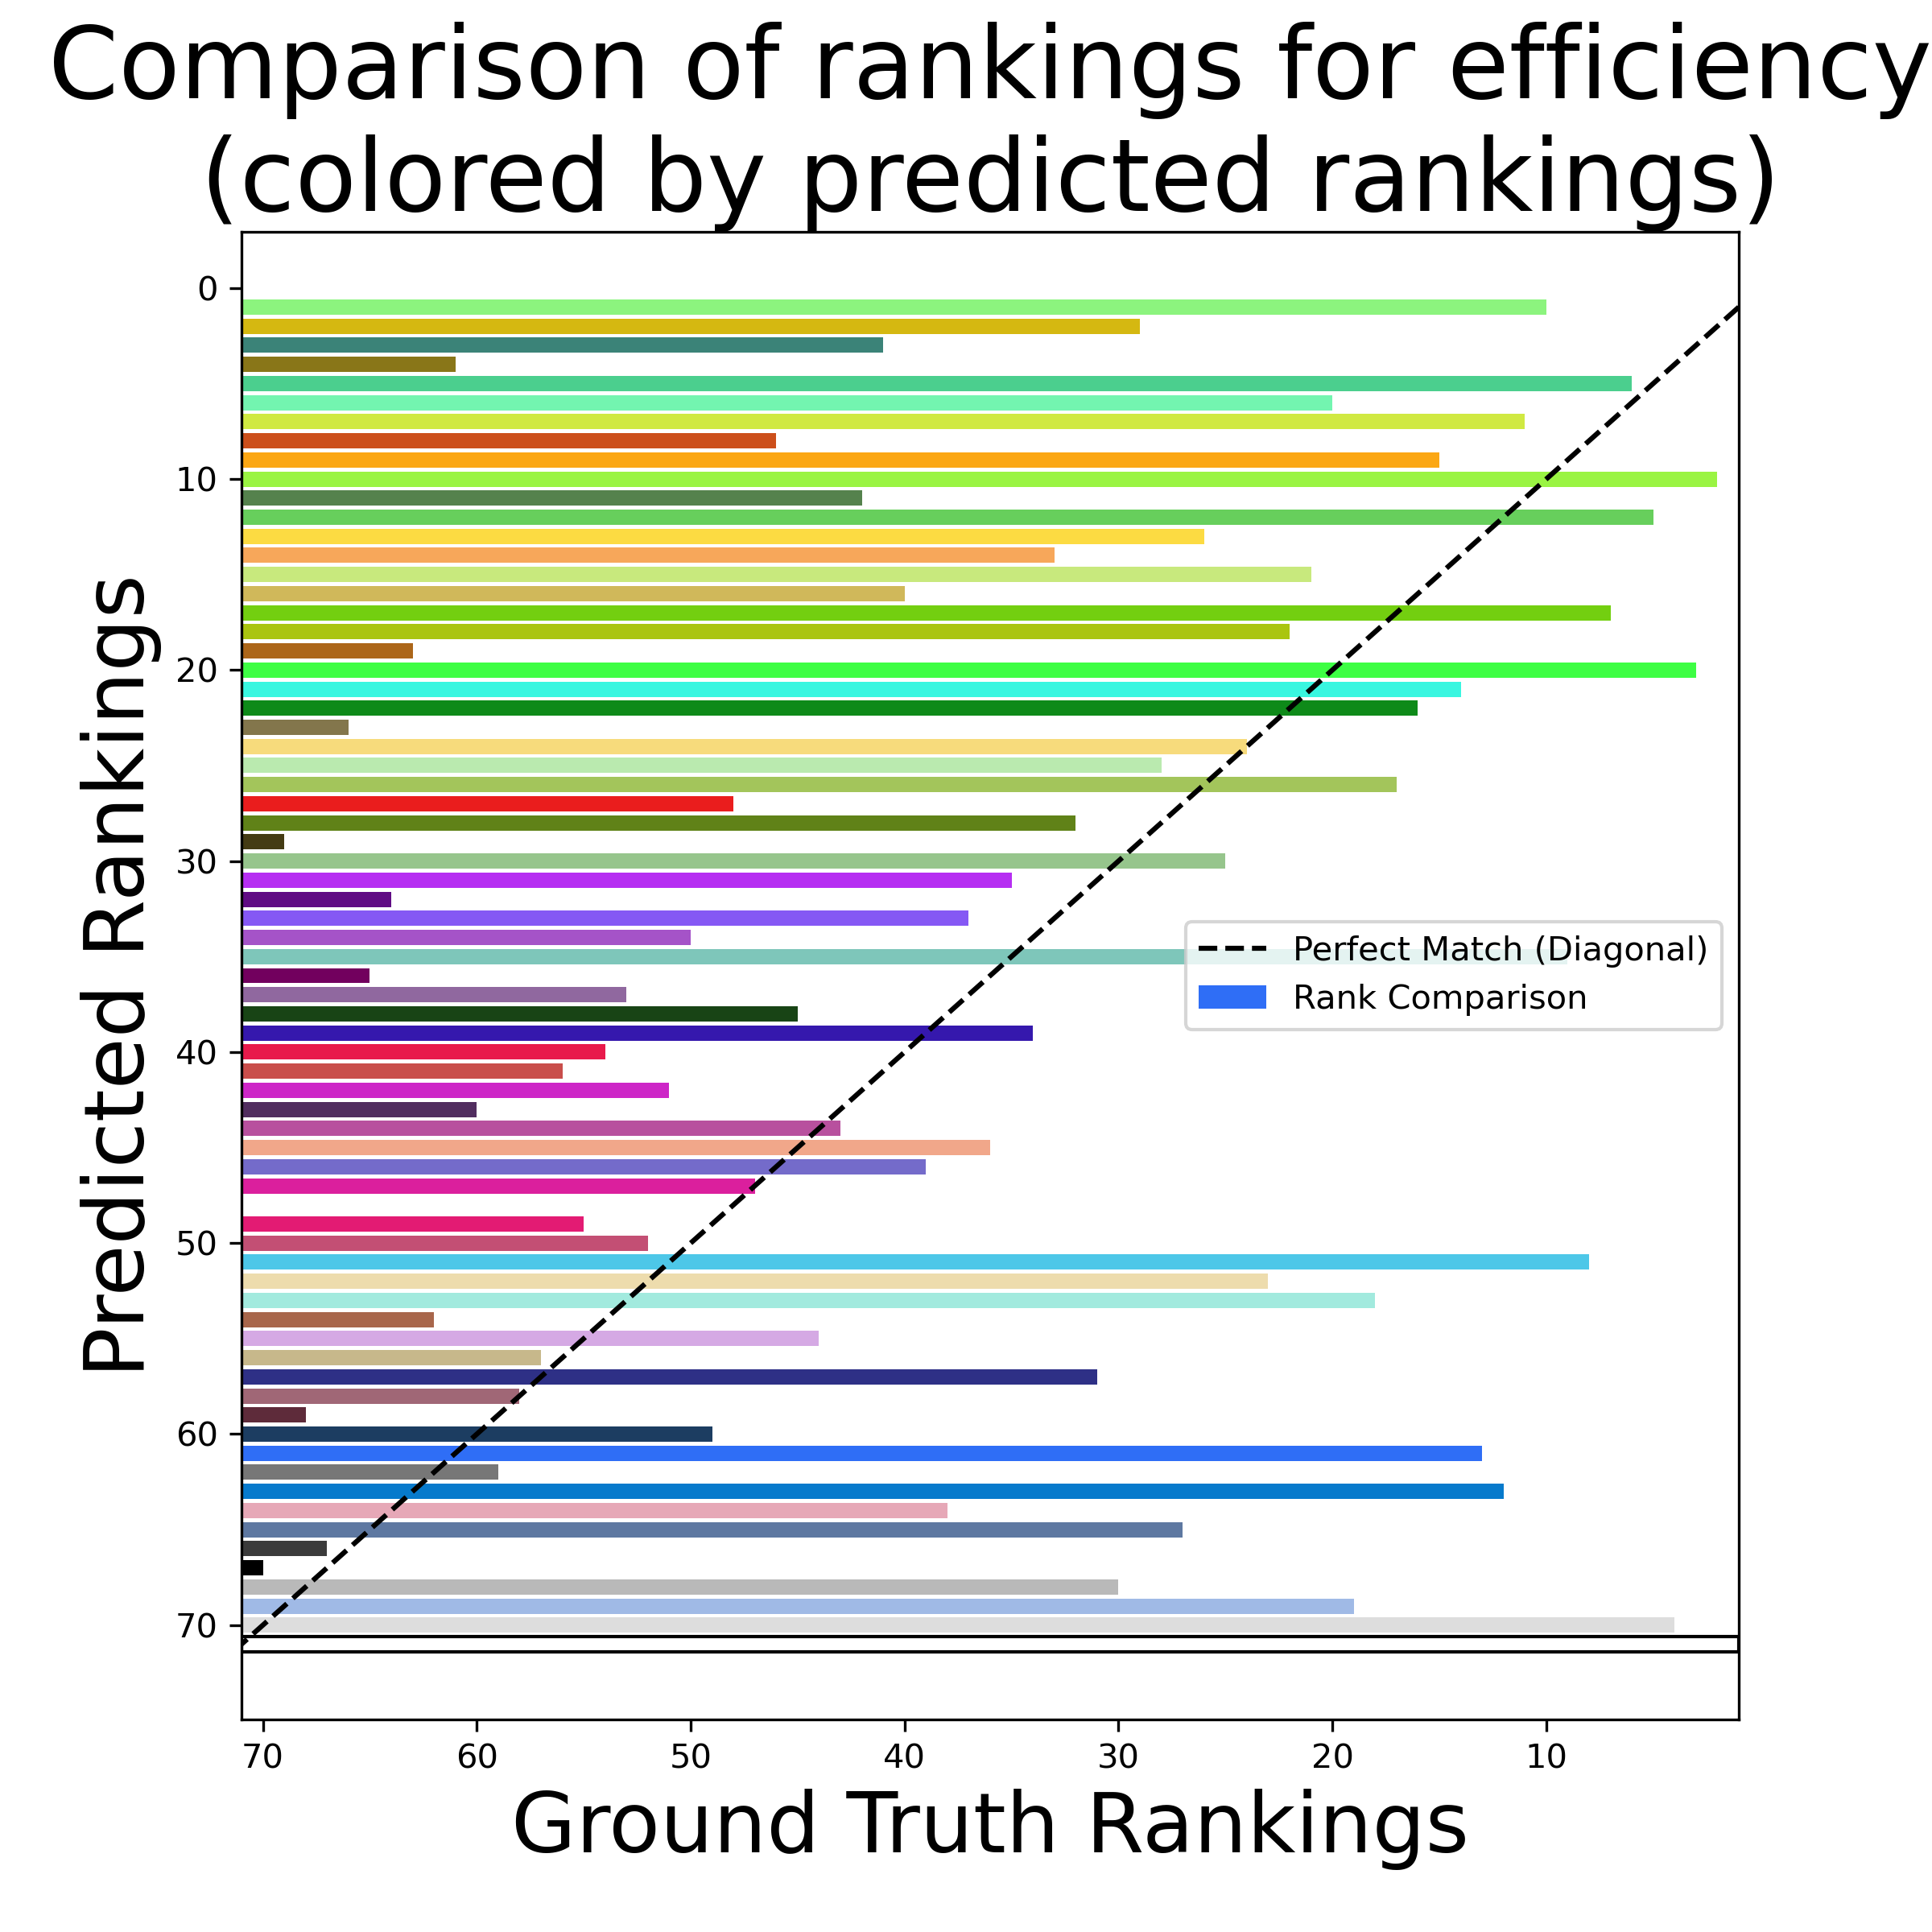 Comparison of rankings for efficiency
(colored by predicted rankings)
Predicted Rankings
0
10
20
30
40
50
60
70
Perfect Match (Diagonal)
Rank Comparison
70 60 50 40 30 20 10
Ground Truth Rankings